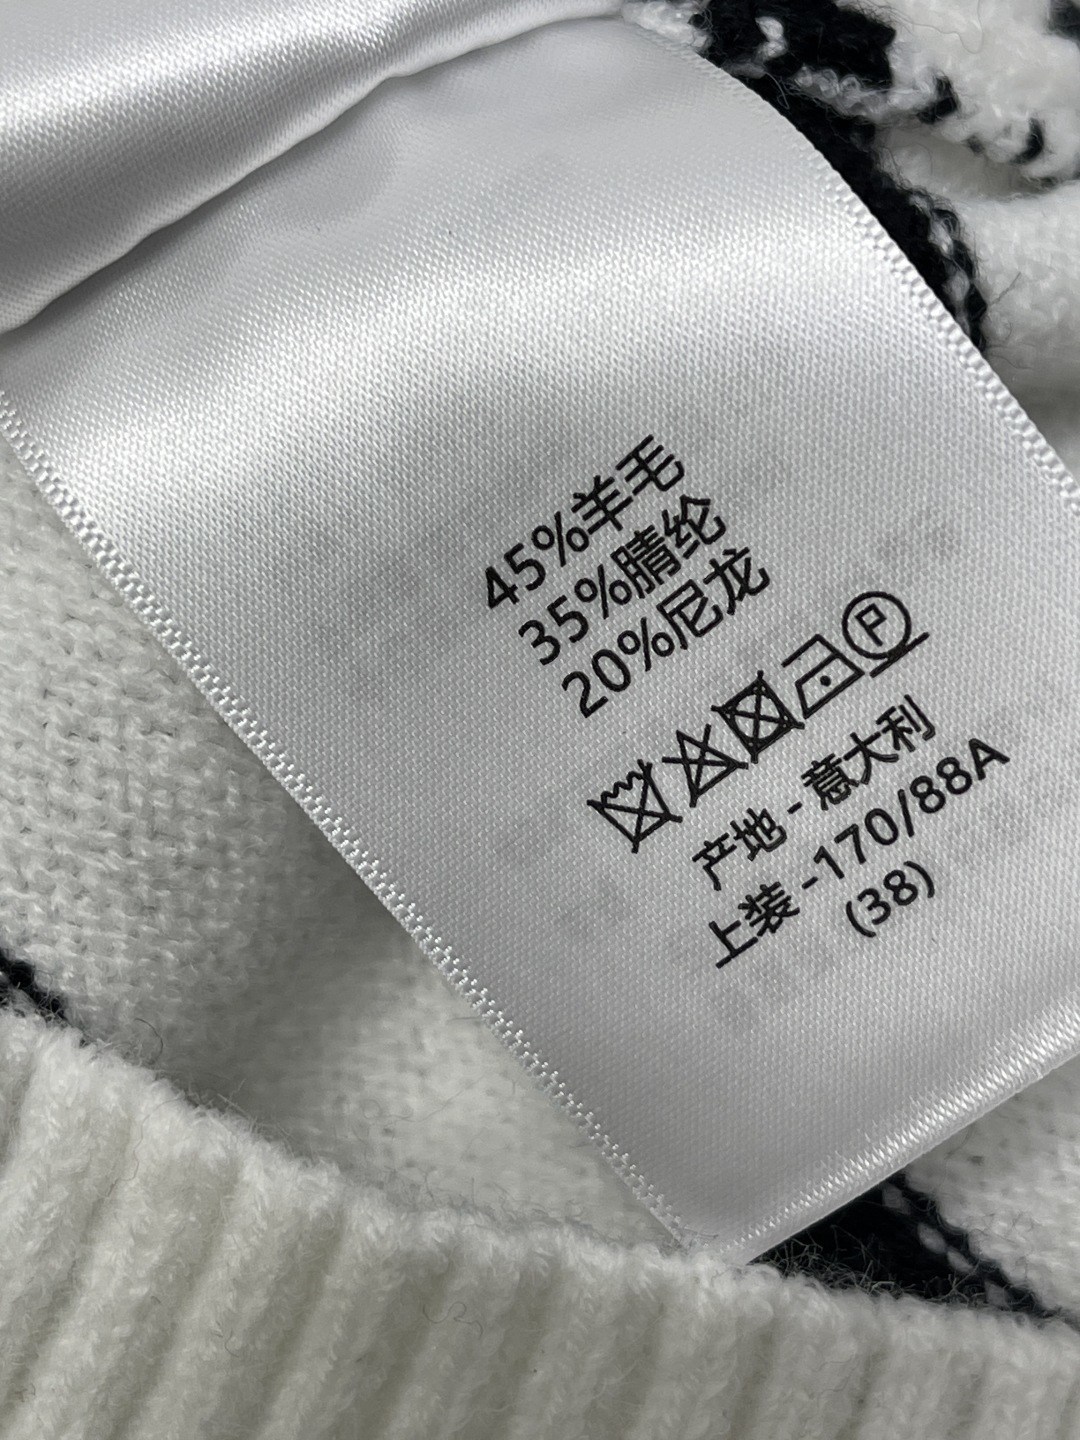 45%羊毛
35%腈纶
20%尼龙
P
产地 - 意大利
上装 -170/88A
(38)